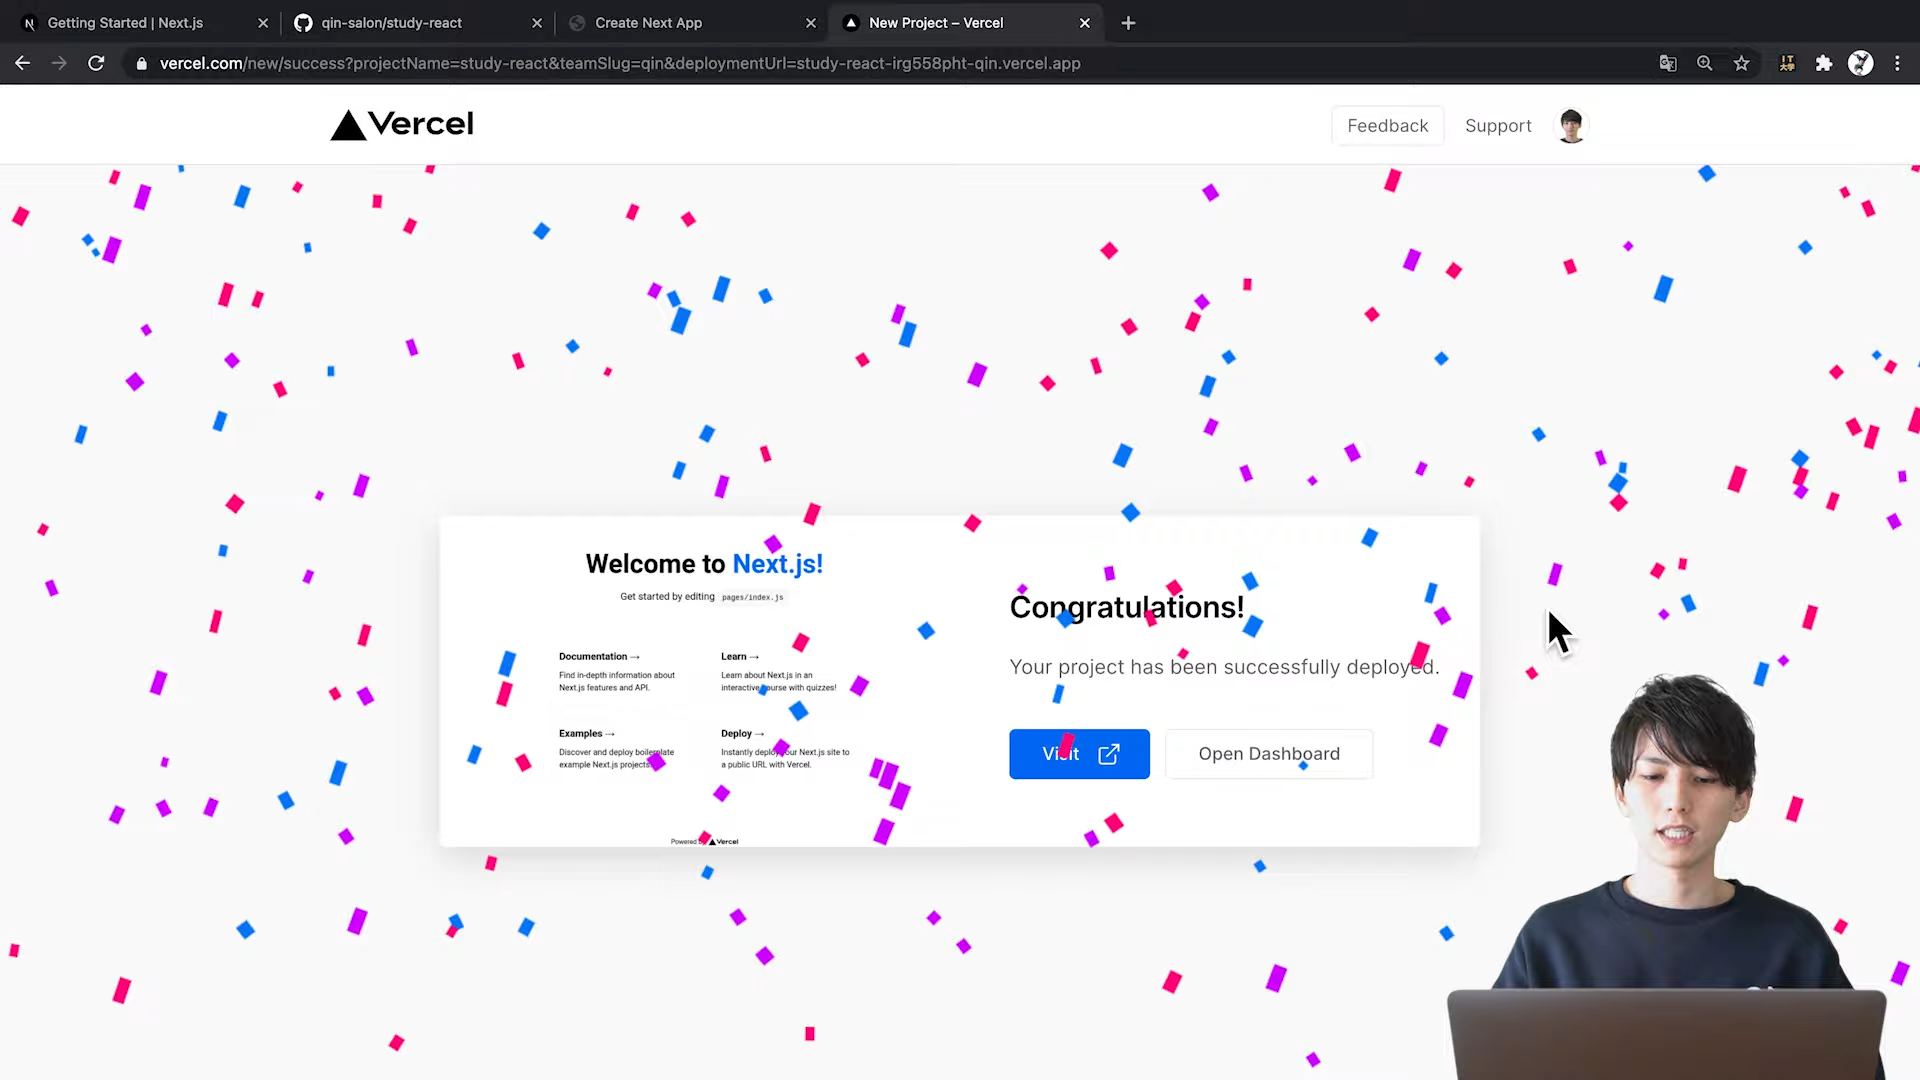 Getting Started | Next.js
qin-salon/study-react
Create Next App
New Project – Vercel
vercel.com/new/success?projectName=study-react&teamSlug=qin&deploymentUrl=study-react-irg558pht-qin.vercel.app
IT
大学
Vercel
Feedback
Support
Welcome to Next.js!
Get started by editing pages/index.js
Documentation →
Find in-depth information about
Next.js features and API.
Learn →
Learn about Next.js in an
interactive course with quizzes!
Examples →
Discover and deploy boilerplate
example Next.js projects.
Deploy →
Instantly deploy your Next.js site to
a public URL with Vercel.
Powered by Vercel
Congratulations!
Your project has been successfully deployed.
Visit
Open Dashboard